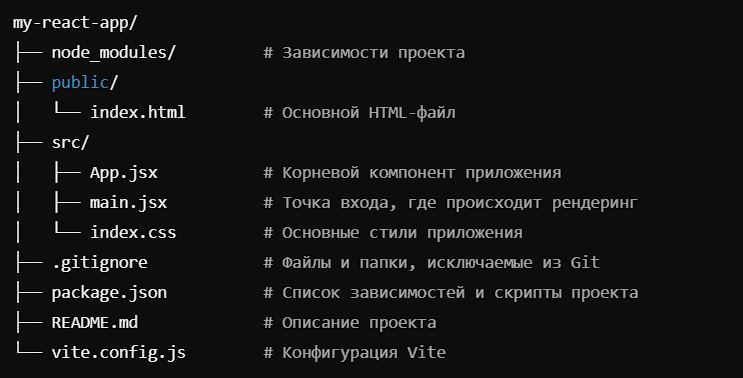 my-react-app/
├── node_modules/         # Зависимости проекта
├── public/
│   └── index.html        # Основной HTML-файл
├── src/
│   ├── App.jsx           # Корневой компонент приложения
│   ├── main.jsx          # Точка входа, где происходит рендеринг
│   └── index.css         # Основные стили приложения
├── .gitignore            # Файлы и папки, исключаемые из Git
├── package.json          # Список зависимостей и скрипты проекта
├── README.md             # Описание проекта
└── vite.config.js        # Конфигурация Vite